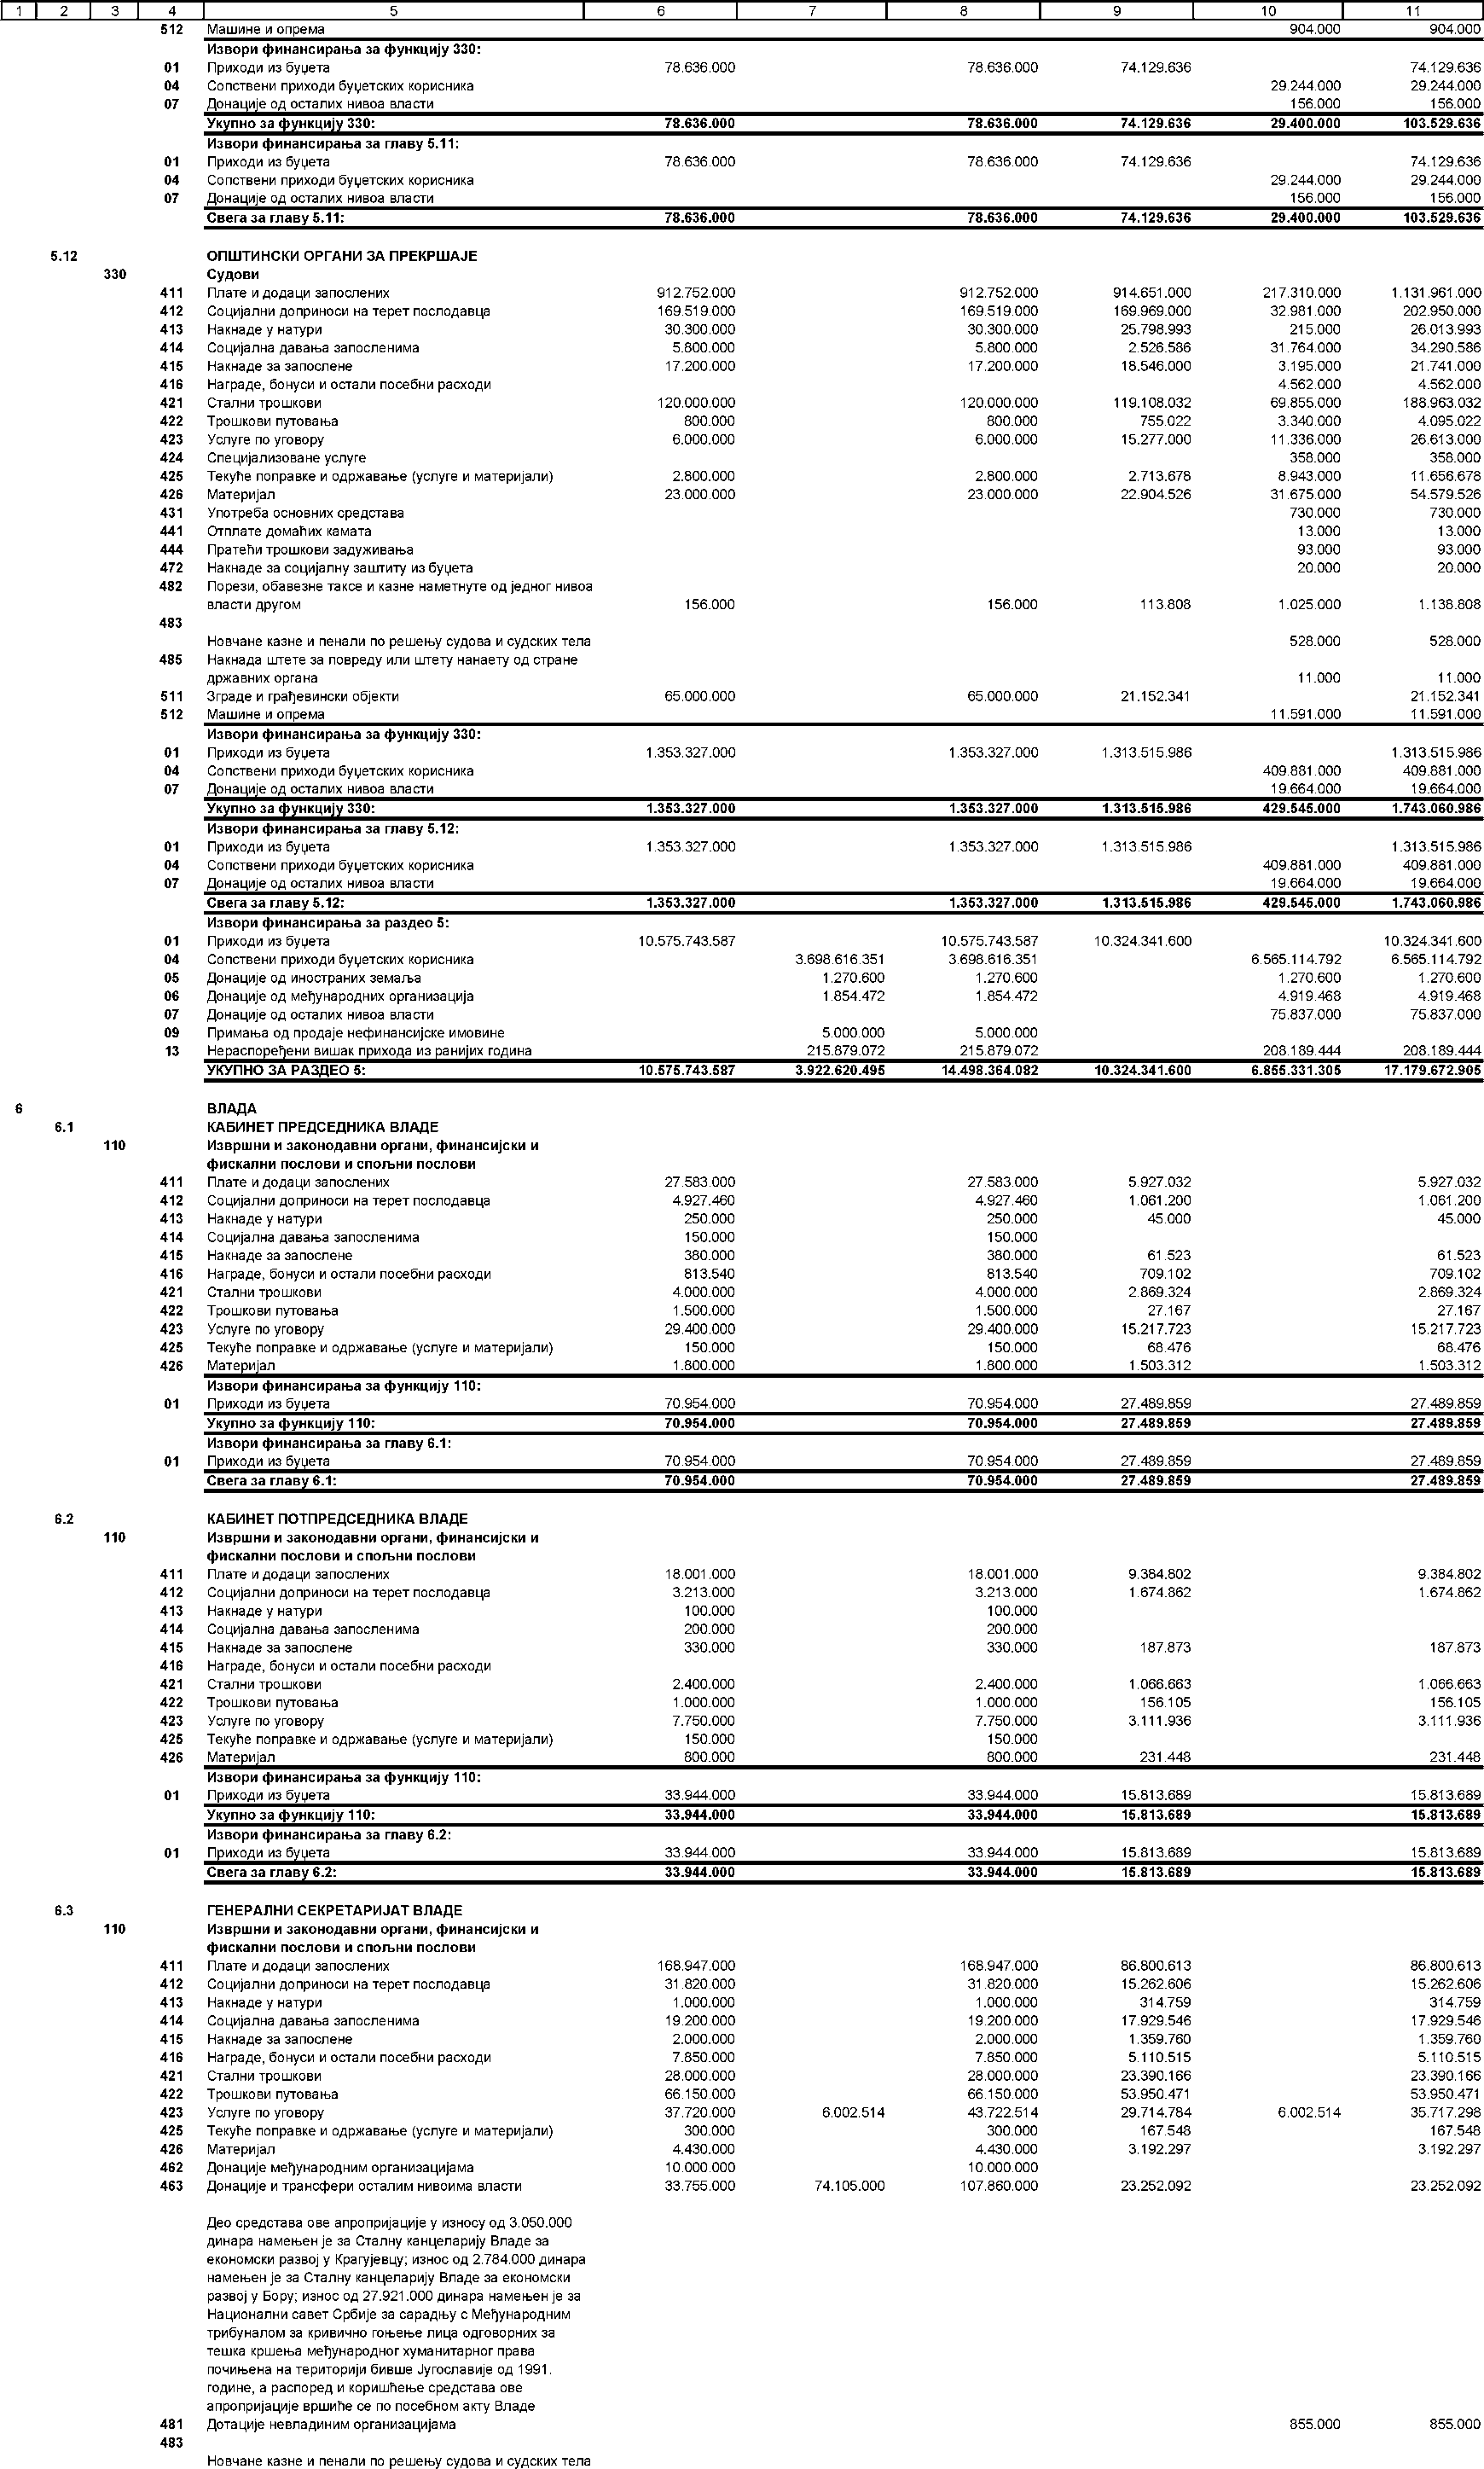 1 2 3 4 5 6 7 8 9 10 11
512 Машине и опрема 904.000 904.000
Извори финансирања за функцију 330:
01 Приходи из буџета 78.636.000 78.636.000 74.129.636 74.129.636
04 Сопствени приходи буџетских корисника 29.244.000 29.244.000
07 Донације од осталих нивоа власти 156.000 156.000
Укупно за функцију 330: 78.636.000 78.636.000 74.129.636 29.400.000 103.529.636
Извори финансирања за главу 5.11:
01 Приходи из буџета 78.636.000 78.636.000 74.129.636 74.129.636
04 Сопствени приходи буџетских корисника 29.244.000 29.244.000
07 Донације од осталих нивоа власти 156.000 156.000
Свега за главу 5.11: 78.636.000 78.636.000 74.129.636 29.400.000 103.529.636
5.12 ОПШТИНСКИ ОРГАНИ ЗА ПРЕКРШАЈЕ
330 Судови
411 Плате и додаци запослених 912.752.000 912.752.000 914.651.000 217.310.000 1.131.961.000
412 Социјални доприноси на терет послодавца 169.519.000 169.519.000 169.969.000 32.981.000 202.950.000
413 Накнаде у натури 30.300.000 30.300.000 25.798.993 215.000 26.013.993
414 Социјална давања запосленима 5.800.000 5.800.000 2.526.586 31.764.000 34.290.586
415 Накнаде за запослене 17.200.000 17.200.000 18.546.000 3.195.000 21.741.000
416 Награде, бонуси и остали посебни расходи 4.562.000 4.562.000
421 Стални трошкови 120.000.000 120.000.000 119.108.032 69.855.000 188.963.032
422 Трошкови путовања 800.000 800.000 755.022 3.340.000 4.095.022
423 Услуге по уговору 6.000.000 6.000.000 15.277.000 11.336.000 26.613.000
424 Специјализоване услуге 358.000 358.000
425 Текуће поправке и одржавање (услуге и материјали) 2.800.000 2.800.000 2.713.678 8.943.000 11.656.678
426 Материјал 23.000.000 23.000.000 22.904.526 31.675.000 54.579.526
431 Употреба основних средстава 730.000 730.000
441 Отплате домаћих камата 13.000 13.000
444 Пратећи трошкови задуживања 93.000 93.000
472 Накнаде за социјалну заштиту из буџета 20.000 20.000
482 Порези, обавезне таксе и казне наметнуте од једног нивоа
власти другом 156.000 156.000 113.808 1.025.000 1.138.808
483
Новчане казне и пенали по решењу судова и судских тела 528.000 528.000
485 Накнада штете за повреду или штету нанаету од стране
државних органа 11.000 11.000
511 Зграде и грађевински објекти 65.000.000 65.000.000 21.152.341 21.152.341
512 Машине и опрема 11.591.000 11.591.000
Извори финансирања за функцију 330:
01 Приходи из буџета 1.353.327.000 1.353.327.000 1.313.515.986 1.313.515.986
04 Сопствени приходи буџетских корисника 409.881.000 409.881.000
07 Донације од осталих нивоа власти 19.664.000 19.664.000
Укупно за функцију 330: 1.353.327.000 1.353.327.000 1.313.515.986 429.545.000 1.743.060.986
Извори финансирања за главу 5.12:
01 Приходи из буџета 1.353.327.000 1.353.327.000 1.313.515.986 1.313.515.986
04 Сопствени приходи буџетских корисника 409.881.000 409.881.000
07 Донације од осталих нивоа власти 19.664.000 19.664.000
Свега за главу 5.12: 1.353.327.000 1.353.327.000 1.313.515.986 429.545.000 1.743.060.986
Извори финансирања за раздео 5:
01 Приходи из буџета 10.575.743.587 10.575.743.587 10.324.341.600 10.324.341.600
04 Сопствени приходи буџетских корисника 3.698.616.351 3.698.616.351 6.565.114.792 6.565.114.792
05 Донације од иностраних земаља 1.270.600 1.270.600 1.270.600 1.270.600
06 Донације од међународних организација 1.854.472 1.854.472 4.919.468 4.919.468
07 Донације од осталих нивоа власти 75.837.000 75.837.000
09 Примања од продаје нефинансијске имовине 5.000.000 5.000.000
13 Нераспоређени вишак прихода из ранијих година 215.879.072 215.879.072 208.189.444 208.189.444
УКУПНО ЗА РАЗДЕО 5: 10.575.743.587 3.922.620.495 14.498.364.082 10.324.341.600 6.855.331.305 17.179.672.905
6 ВЛАДА
6.1 КАБИНЕТ ПРЕДСЕДНИКА ВЛАДЕ
110 Извршни и законодавни органи, финансијски и
фискални послови и спољни послови
411 Плате и додаци запослених 27.583.000 27.583.000 5.927.032 5.927.032
412 Социјални доприноси на терет послодавца 4.927.460 4.927.460 1.061.200 1.061.200
413 Накнаде у натури 250.000 250.000 45.000 45.000
414 Социјална давања запосленима 150.000 150.000
415 Накнаде за запослене 380.000 380.000 61.523 61.523
416 Награде, бонуси и остали посебни расходи 813.540 813.540 709.102 709.102
421 Стални трошкови 4.000.000 4.000.000 2.869.324 2.869.324
422 Трошкови путовања 1.500.000 1.500.000 27.167 27.167
423 Услуге по уговору 29.400.000 29.400.000 15.217.723 15.217.723
425 Текуће поправке и одржавање (услуге и материјали) 150.000 150.000 68.476 68.476
426 Материјал 1.800.000 1.800.000 1.503.312 1.503.312
Извори финансирања за функцију 110:
01 Приходи из буџета 70.954.000 70.954.000 27.489.859 27.489.859
Укупно за функцију 110: 70.954.000 70.954.000 27.489.859 27.489.859
Извори финансирања за главу 6.1:
01 Приходи из буџета 70.954.000 70.954.000 27.489.859 27.489.859
Свега за главу 6.1: 70.954.000 70.954.000 27.489.859 27.489.859
6.2 КАБИНЕТ ПОТПРЕДСЕДНИКА ВЛАДЕ
110 Извршни и законодавни органи, финансијски и
фискални послови и спољни послови
411 Плате и додаци запослених 18.001.000 18.001.000 9.384.802 9.384.802
412 Социјални доприноси на терет послодавца 3.213.000 3.213.000 1.674.862 1.674.862
413 Накнаде у натури 100.000 100.000
414 Социјална давања запосленима 200.000 200.000
415 Накнаде за запослене 330.000 330.000 187.873 187.873
416 Награде, бонуси и остали посебни расходи
421 Стални трошкови 2.400.000 2.400.000 1.066.663 1.066.663
422 Трошкови путовања 1.000.000 1.000.000 156.105 156.105
423 Услуге по уговору 7.750.000 7.750.000 3.111.936 3.111.936
425 Текуће поправке и одржавање (услуге и материјали) 150.000 150.000
426 Материјал 800.000 800.000 231.448 231.448
Извори финансирања за функцију 110:
01 Приходи из буџета 33.944.000 33.944.000 15.813.689 15.813.689
Укупно за функцију 110: 33.944.000 33.944.000 15.813.689 15.813.689
Извори финансирања за главу 6.2:
01 Приходи из буџета 33.944.000 33.944.000 15.813.689 15.813.689
Свега за главу 6.2: 33.944.000 33.944.000 15.813.689 15.813.689
6.3 ГЕНЕРАЛНИ СЕКРЕТАРИЈАТ ВЛАДЕ
110 Извршни и законодавни органи, финансијски и
фискални послови и спољни послови
411 Плате и додаци запослених 168.947.000 168.947.000 86.800.613 86.800.613
412 Социјални доприноси на терет послодавца 31.820.000 31.820.000 15.262.606 15.262.606
413 Накнаде у натури 1.000.000 1.000.000 314.759 314.759
414 Социјална давања запосленима 19.200.000 19.200.000 17.929.546 17.929.546
415 Накнаде за запослене 2.000.000 2.000.000 1.359.760 1.359.760
416 Награде, бонуси и остали посебни расходи 7.850.000 7.850.000 5.110.515 5.110.515
421 Стални трошкови 28.000.000 28.000.000 23.390.166 23.390.166
422 Трошкови путовања 66.150.000 66.150.000 53.950.471 53.950.471
423 Услуге по уговору 37.720.000 6.002.514 43.722.514 29.714.784 6.002.514 35.717.298
425 Текуће поправке и одржавање (услуге и материјали) 300.000 300.000 167.548 167.548
426 Материјал 4.430.000 4.430.000 3.192.297 3.192.297
462 Донације међународним организацијама 10.000.000 10.000.000
463 Донације и трансфери осталим нивоима власти 33.755.000 74.105.000 107.860.000 23.252.092 23.252.092
Део средстава ове апропријације у износу од 3.050.000
динара намењен је за Сталну канцеларију Владе за
економски развој у Крагујевцу; износ од 2.784.000 динара
намењен је за Сталну канцеларију Владе за економски
развој у Бору; износ од 27.921.000 динара намењен је за
Национални савет Србије за сарадњу с Међународним
трибуналом за кривично гоњење лица одговорних за
тешка кршења међународног хуманитарног права
почињена на територији бивше Југославије од 1991.
године, а распоред и коришћење средстава ове
апропријације вршиће се по посебном акту Владе
481 Дотације невладиним организацијама 855.000 855.000
483
Новчане казне и пенали по решењу судова и судских тела